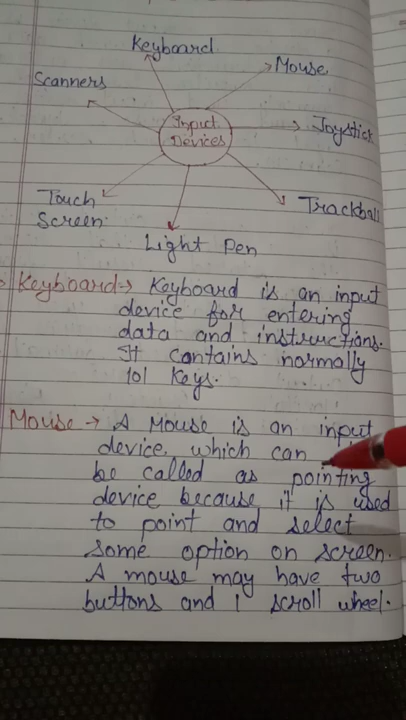 Keyboard
Mouse
Scanners
Input
Devices
Joystick
Touch
Screen
Trackball
Light Pen
Keyboard → Keyboard is an input
device for entering
data and instructions.
It contains normally
101 Keys.
Mouse → A Mouse is an input
device, which can
be called as pointing
device because it is used
to point and select
some option on screen.
A mouse may have two
buttons and 1 scroll wheel.